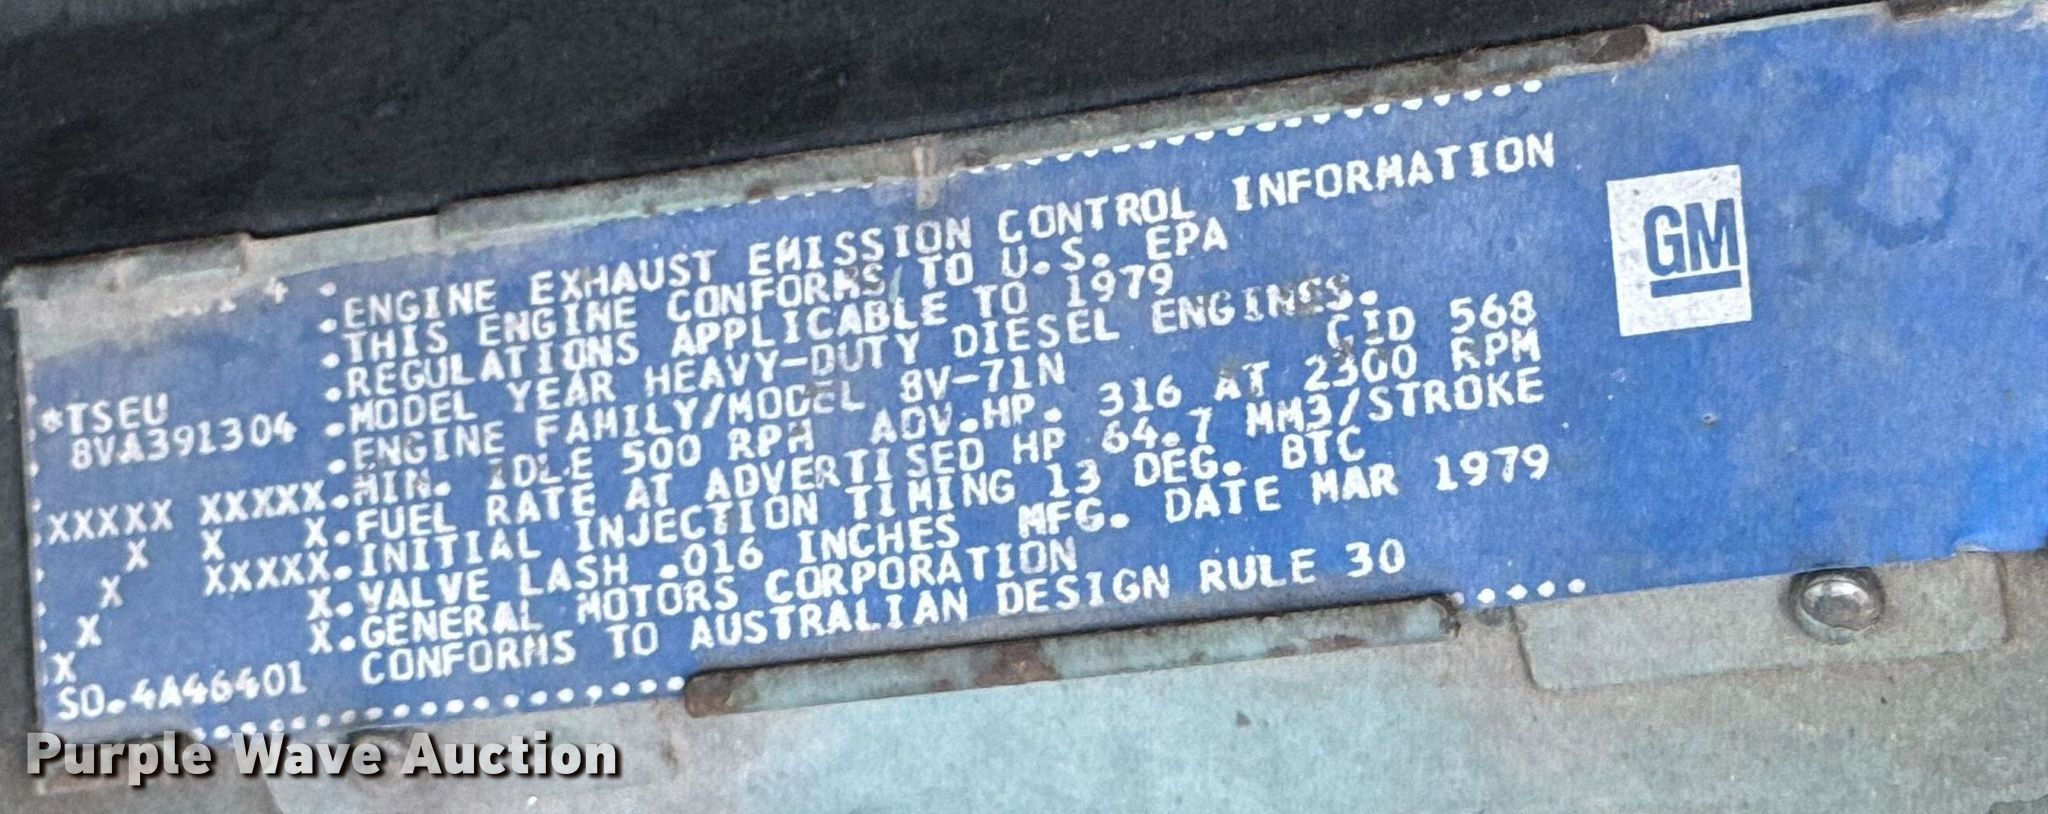 .ENGINE EXHAUST EMISSION CONTROL INFORMATION
.THIS ENGINE CONFORMS TO U.S. EPA
.REGULATIONS APPLICABLE TO 1979
.MODEL YEAR HEAVY-DUTY DIESEL ENGINES.
.ENGINE FAMILY/MODEL 8V-71N CID 568
.MIN. IDLE 500 RPM ADV.HP. 316 AT 2300 RPM
.FUEL RATE AT ADVERTISED HP 64.7 MM3/STROKE
.INITIAL INJECTION TIMING 13 DEG. BTC
.VALVE LASH .016 INCHES MFG. DATE MAR 1979
.GENERAL MOTORS CORPORATION
CONFORMS TO AUSTRALIAN DESIGN RULE 30
*TSEU
8VA391304
XXXXX XXXXX
X X X
X XXXXX
X X
X X
SO.4A46401
GM
Purple Wave Auction